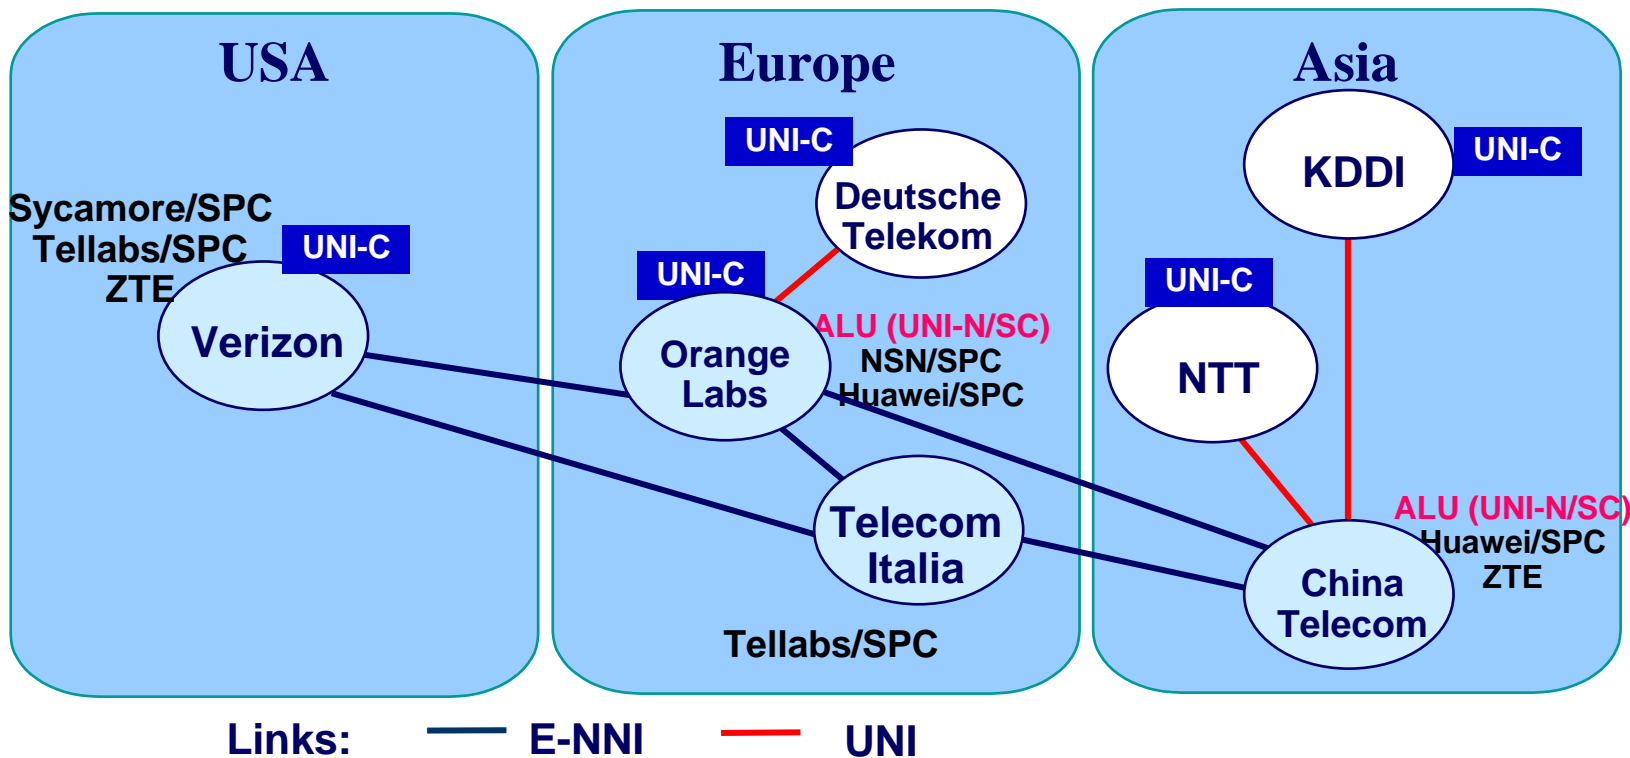 USA
Sycamore/SPC
Tellabs/SPC
ZTE
UNI-C
Verizon
Europe
UNI-C
Deutsche
Telekom
UNI-C
Orange
Labs
ALU (UNI-N/SC)
NSN/SPC
Huawei/SPC
Telecom
Italia
Tellabs/SPC
Asia
KDDI
UNI-C
UNI-C
NTT
ALU (UNI-N/SC)
Huawei/SPC
ZTE
China
Telecom
Links: E-NNI UNI